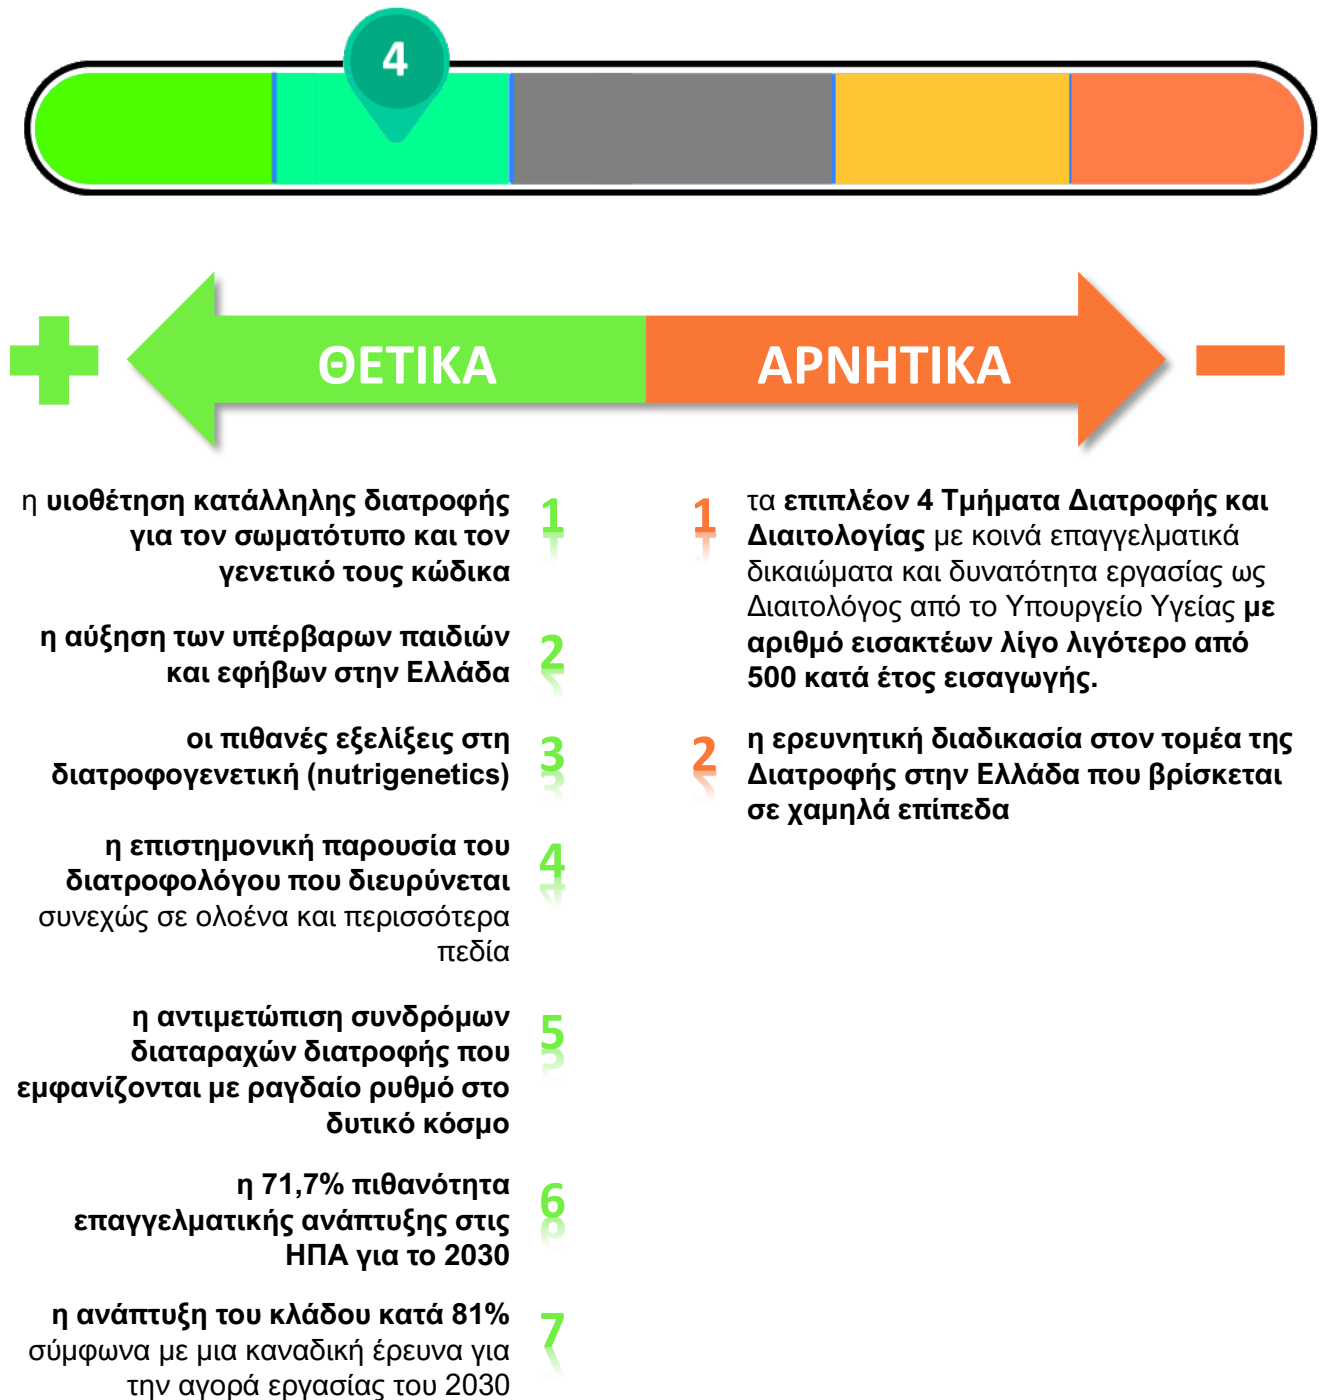 4
ΘΕΤΙΚΑ
ΑΡΝΗΤΙΚΑ
η υιοθέτηση κατάλληλης διατροφής
για τον σωματότυπο και τον
γενετικό τους κώδικα
1
η αύξηση των υπέρβαρων παιδιών
και εφήβων στην Ελλάδα
2
οι πιθανές εξελίξεις στη
διατροφογενετική (nutrigenetics)
3
η επιστημονική παρουσία του
διατροφολόγου που διευρύνεται
συνεχώς σε ολοένα και περισσότερα
πεδία
4
η αντιμετώπιση συνδρόμων
διαταραχών διατροφής που
εμφανίζονται με ραγδαίο ρυθμό στο
δυτικό κόσμο
5
η 71,7% πιθανότητα
επαγγελματικής ανάπτυξης στις
ΗΠΑ για το 2030
6
η ανάπτυξη του κλάδου κατά 81%
σύμφωνα με μια καναδική έρευνα για
την αγορά εργασίας του 2030
7
1
τα επιπλέον 4 Τμήματα Διατροφής και
Διαιτολογίας με κοινά επαγγελματικά
δικαιώματα και δυνατότητα εργασίας ως
Διαιτολόγος από το Υπουργείο Υγείας με
αριθμό εισακτέων λίγο λιγότερο από
500 κατά έτος εισαγωγής.
2
η ερευνητική διαδικασία στον τομέα της
Διατροφής στην Ελλάδα που βρίσκεται
σε χαμηλά επίπεδα